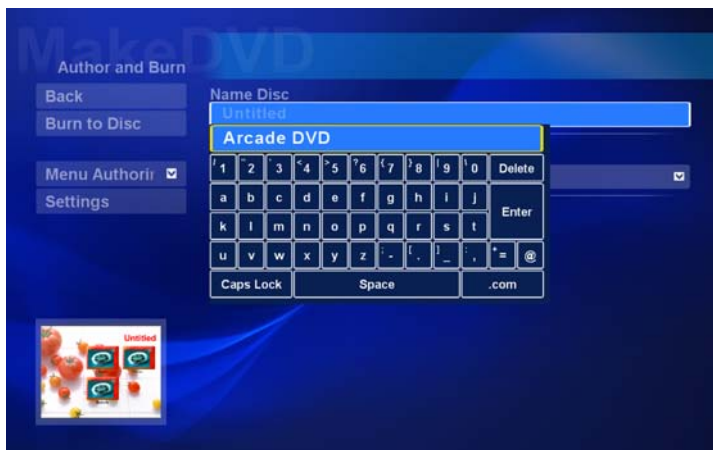 MakeDVD
Author and Burn
Back
Burn to Disc
Menu Authorin
Settings
Name Disc
Untitled
Arcade DVD
1 2 3 < 4 > 5 ? 6 { 7 } 8 | 9 \ 0 Delete
a b c d e f g h i j
Enter
k l m n o p q r s t
u v w x y z ; - [ . ] _ : , + = @
Caps Lock Space .com
Untitled